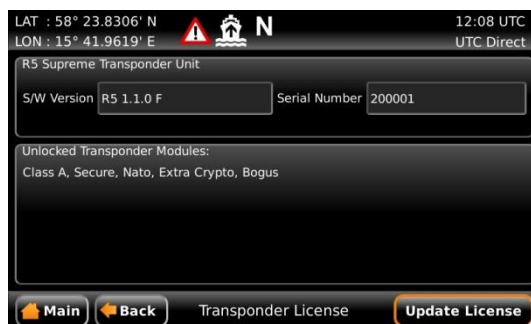 LAT : 58° 23.8306' N
LON : 15° 41.9619' E
N
12:08 UTC
UTC Direct
R5 Supreme Transponder Unit
S/W Version R5 1.1.0 F Serial Number 200001
Unlocked Transponder Modules:
Class A, Secure, Nato, Extra Crypto, Bogus
Main Back Transponder License Update License